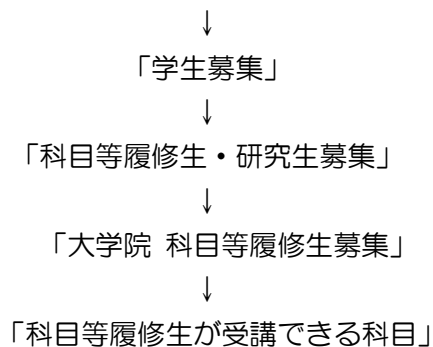 ↓
「学生募集」
↓
「科目等履修生・研究生募集」
↓
「大学院 科目等履修生募集」
↓
「科目等履修生が受講できる科目」